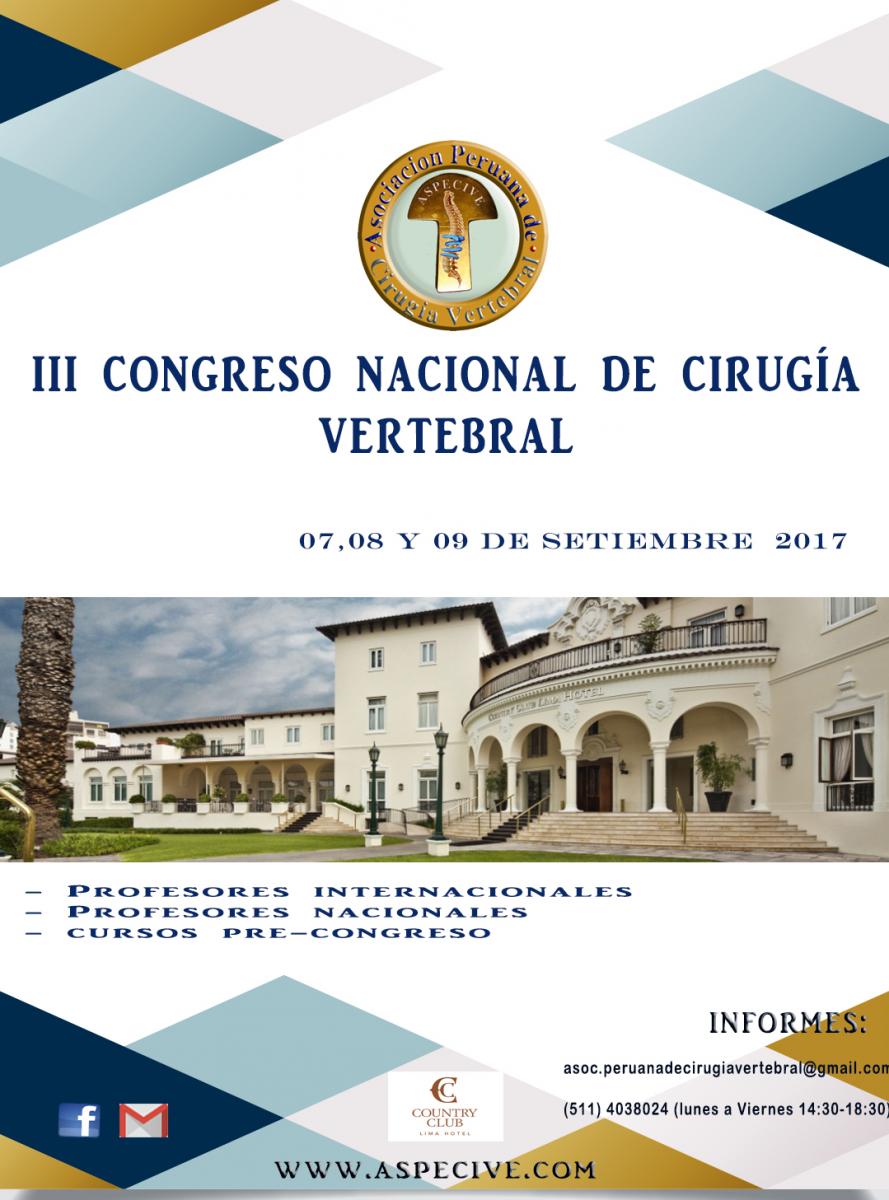 Asociacion Peruana de
Cirugía Vertebral
ASPECIVE
III CONGRESO NACIONAL DE CIRUGÍA
VERTEBRAL
07,08 Y 09 DE SETIEMBRE 2017
COUNTRY CLUB LIMA HOTEL
– PROFESORES INTERNACIONALES
– PROFESORES NACIONALES
– CURSOS PRE-CONGRESO
INFORMES:
asoc.peruanadecirugiavertebral@gmail.com
(511) 4038024 (lunes a Viernes 14:30-18:30)
f
CC
COUNTRY
CLUB
LIMA HOTEL
WWW.ASPECIVE.COM